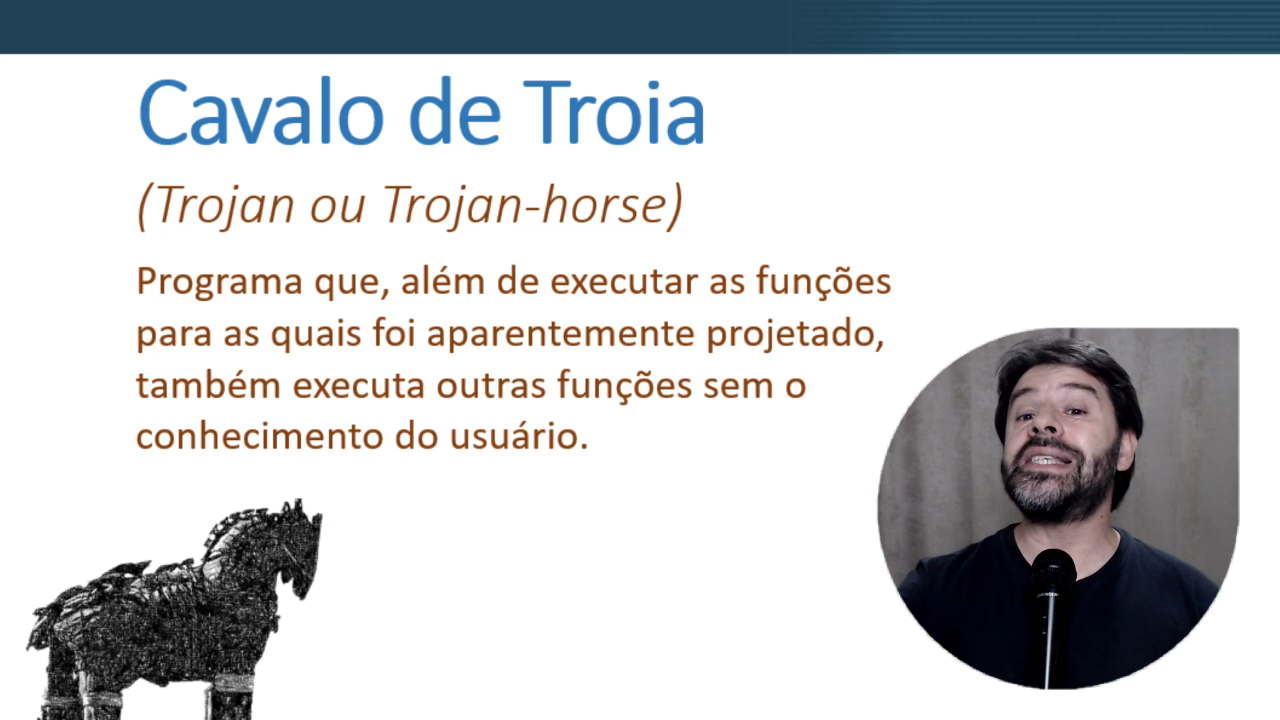 Cavalo de Troia
(Trojan ou Trojan-horse)
Programa que, além de executar as funções
para as quais foi aparentemente projetado,
também executa outras funções sem o
conhecimento do usuário.